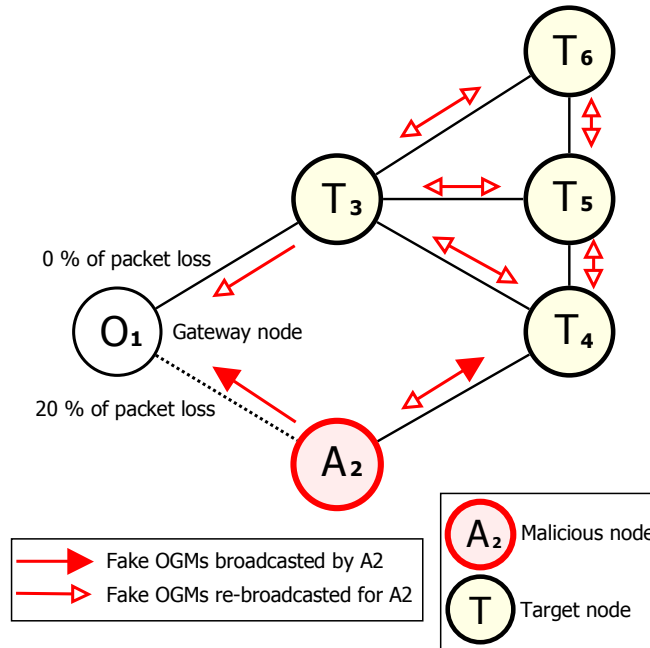 T6
T3
T5
0 % of packet loss
O1
Gateway node
T4
20 % of packet loss
A2
A2
Malicious node
Fake OGMs broadcasted by A2
Fake OGMs re-broadcasted for A2
T
Target node